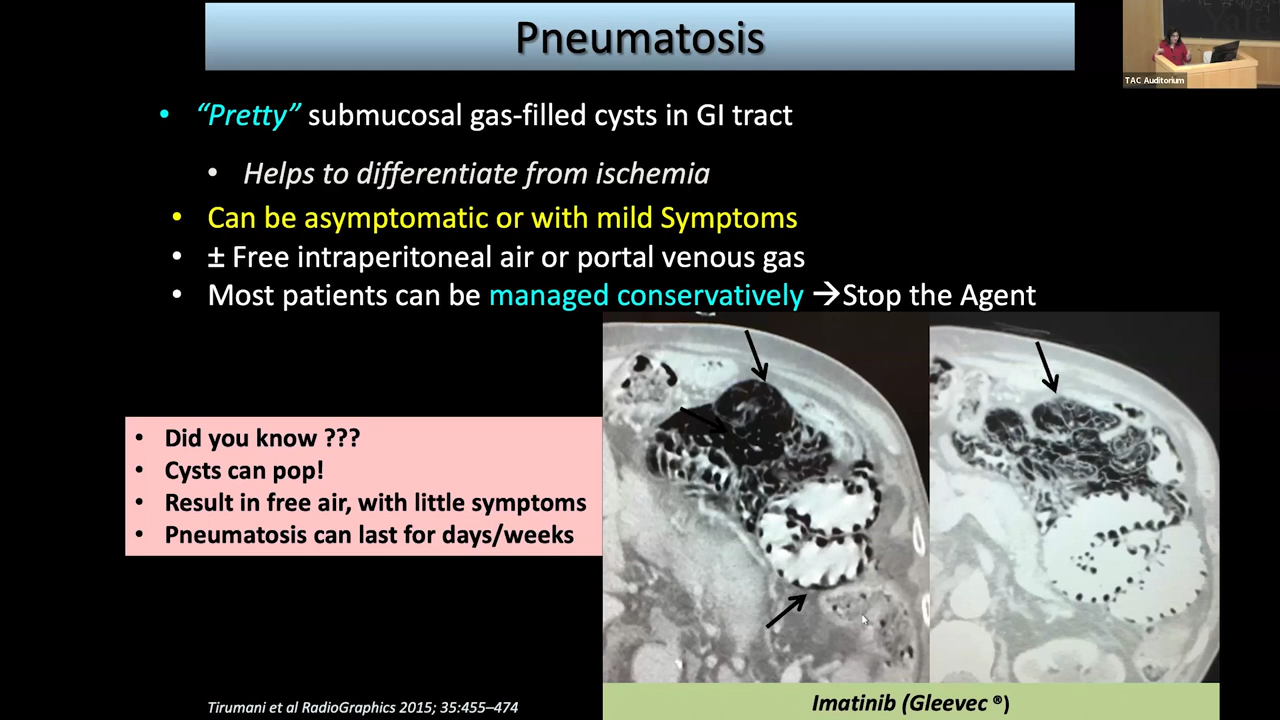 Pneumatosis
TAC Auditorium
• “Pretty” submucosal gas-filled cysts in GI tract
• Helps to differentiate from ischemia
• Can be asymptomatic or with mild Symptoms
• ± Free intraperitoneal air or portal venous gas
• Most patients can be managed conservatively →Stop the Agent
• Did you know ???
• Cysts can pop!
• Result in free air, with little symptoms
• Pneumatosis can last for days/weeks
Imatinib (Gleevec ®)
Tirumani et al RadioGraphics 2015; 35:455–474